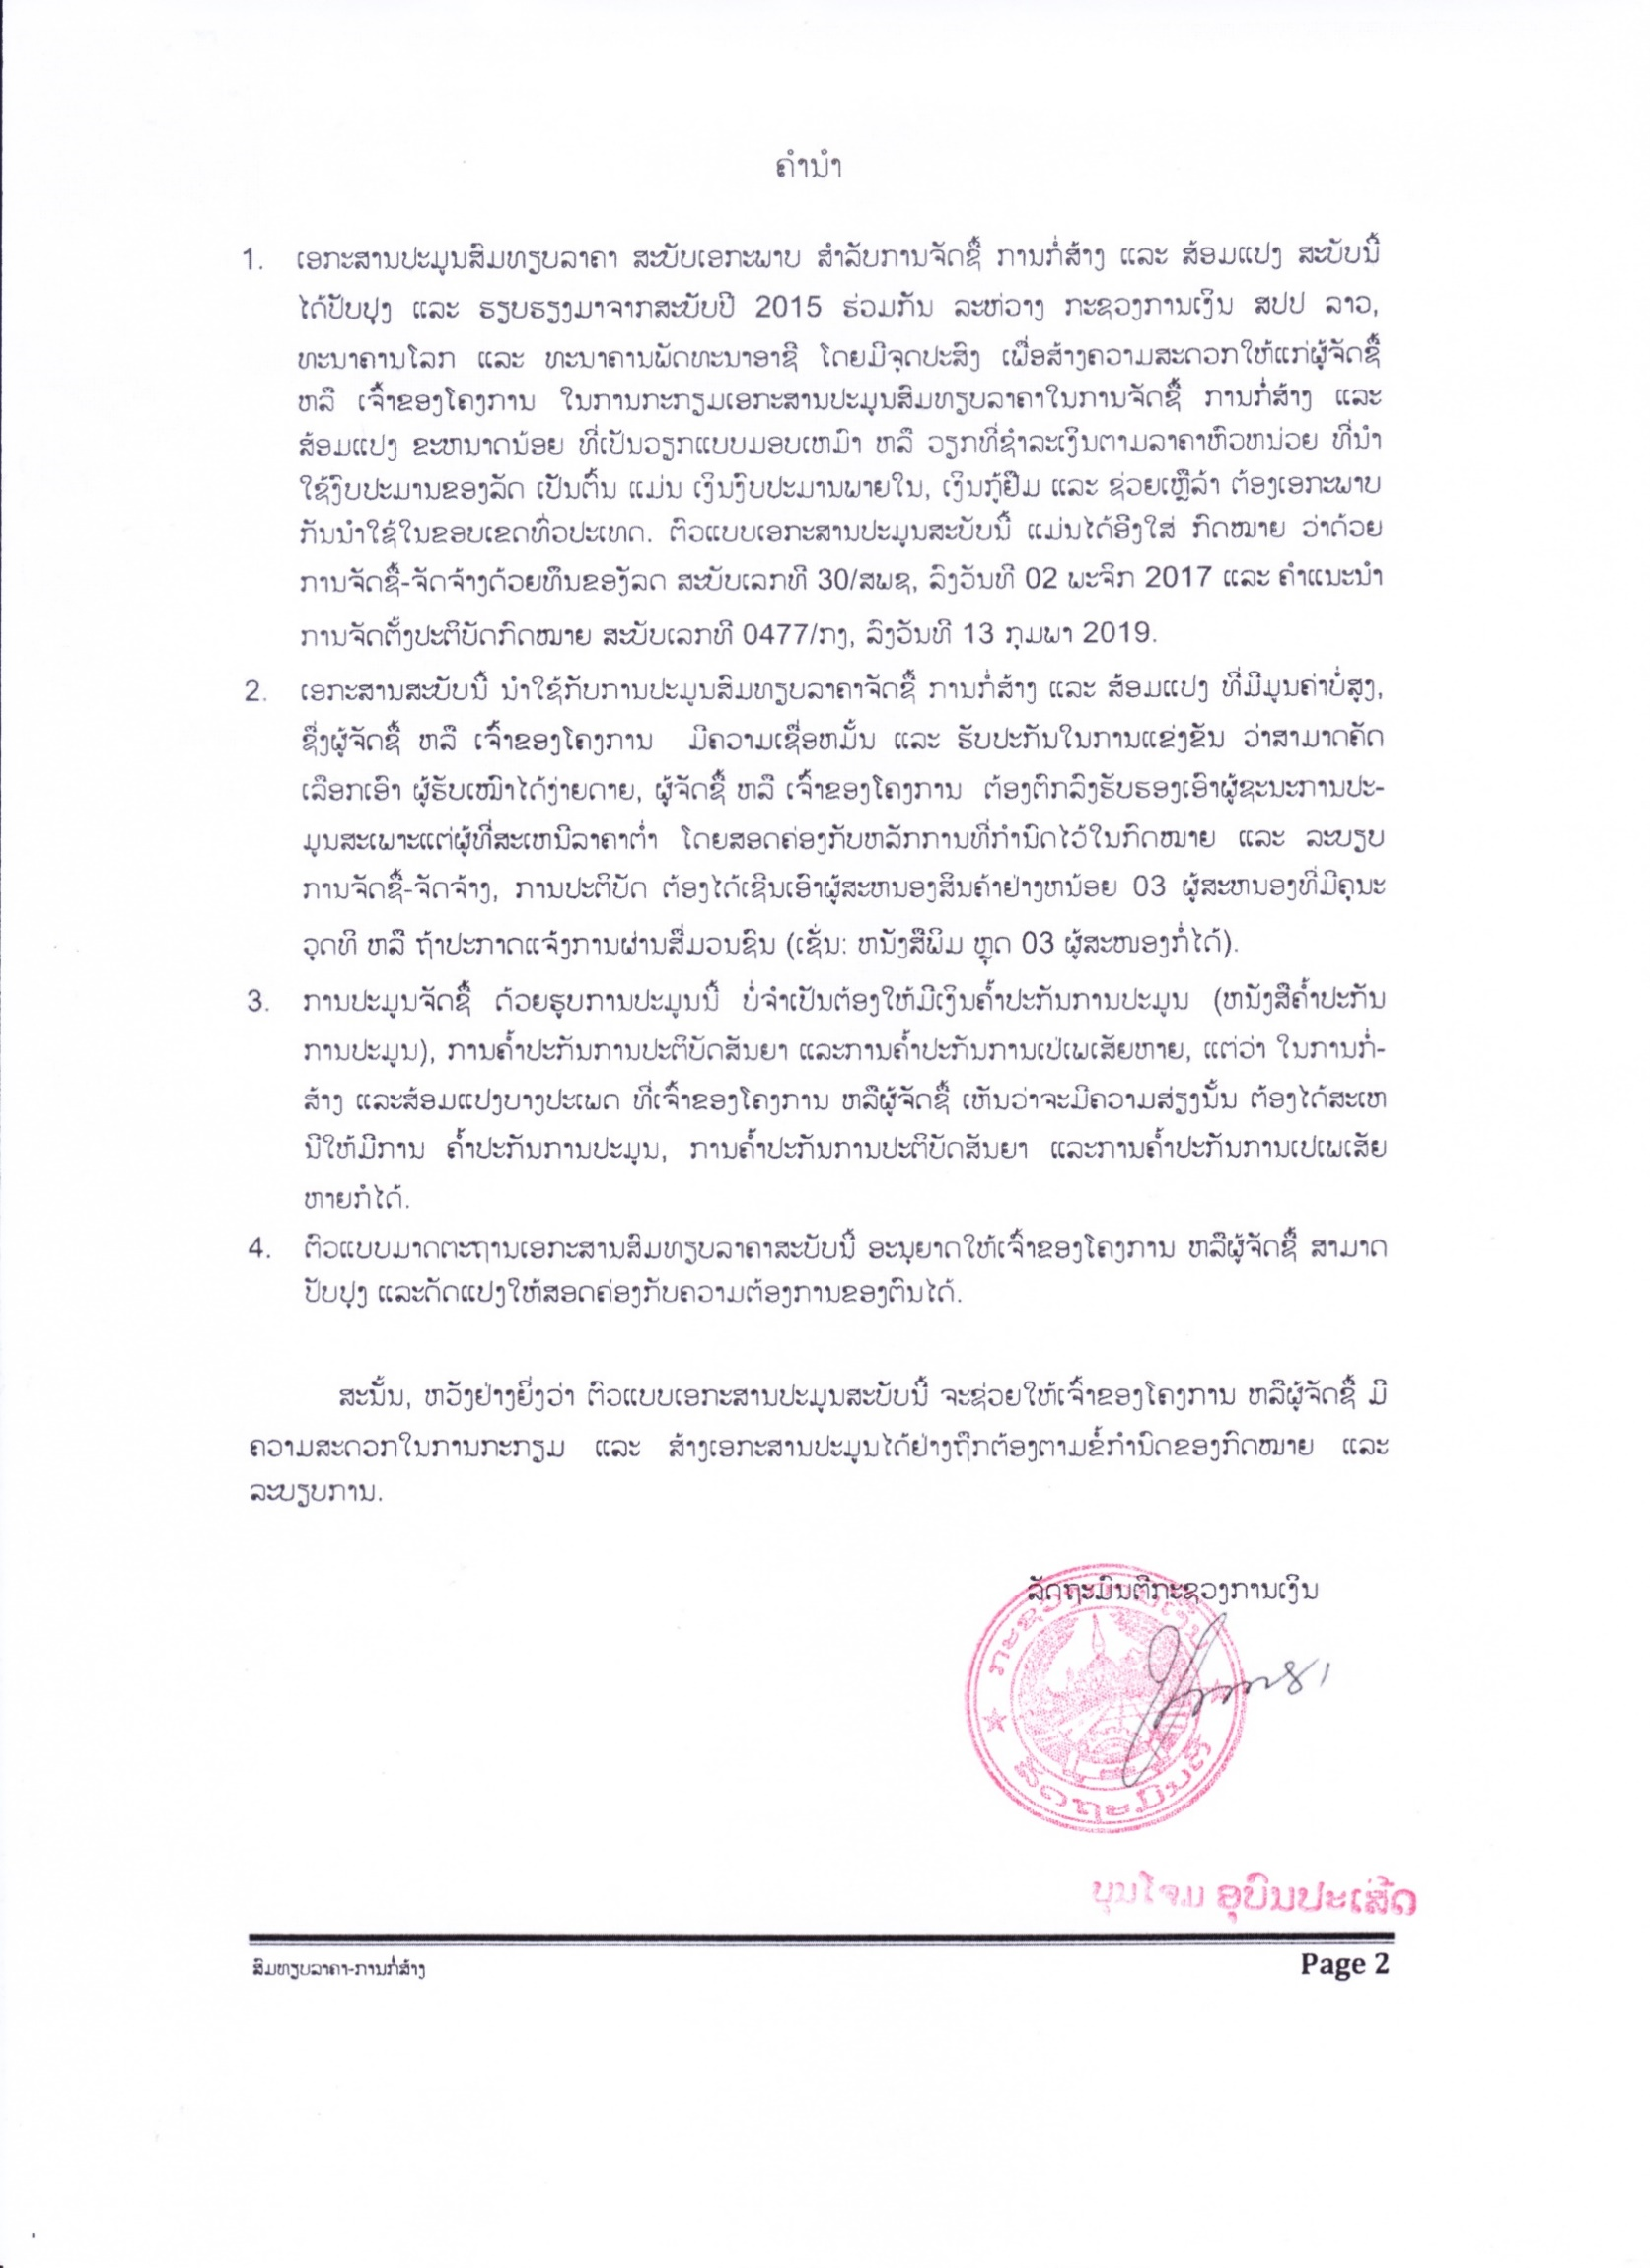 ຄຳນຳ
1. ເອກະສານປະມູນສົມທຽບລາຄາ ສະບັບເອກະພາບ ສຳລັບການຈັດຊື້ ການກໍ່ສ້າງ ແລະ ສ້ອມແປງ ສະບັບນີ້
ໄດ້ປັບປຸງ ແລະ ຮຽບຮຽງມາຈາກສະບັບປີ 2015 ຮ່ວມກັນ ລະຫ່ວາງ ກະຊວງການເງິນ ສປປ ລາວ,
ທະນາຄານໂລກ ແລະ ທະນາຄານພັດທະນາອາຊີ ໂດຍມີຈຸດປະສົງ ເພື່ອສ້າງຄວາມສະດວກໃຫ້ແກ່ຜູ້ຈັດຊື້
ຫລື ເຈົ້າຂອງໂຄງການ ໃນການກະກຽມເອກະສານປະມູນສົມທຽບລາຄາໃນການຈັດຊື້ ການກໍ່ສ້າງ ແລະ
ສ້ອມແປງ ຂະຫນາດນ້ອຍ ທີ່ເປັນວຽກແບບມອບເຫມົາ ຫລື ວຽກທີ່ຊຳລະເງິນຕາມລາຄາຫົວຫນ່ວຍ ທີ່ນຳ
ໃຊ້ງົບປະມານຂອງລັດ ເປັນຕົ້ນ ແມ່ນ ເງິນງົບປະມານພາຍໃນ, ເງິນກູ້ຢືມ ແລະ ຊ່ວຍເຫຼືລ້າ ຕ້ອງເອກະພາບ
ກັນນຳໃຊ້ໃນຂອບເຂດທົ່ວປະເທດ. ຕົວແບບເອກະສານປະມູນສະບັບນີ້ ແມ່ນໄດ້ອີງໃສ່ ກົດໝາຍ ວ່າດ້ວຍ
ການຈັດຊື້-ຈັດຈ້າງດ້ວຍທຶນຂອງັລດ ສະບັບເລກທີ 30/ສພຊ, ລົງວັນທີ 02 ພະຈິກ 2017 ແລະ ຄຳແນະນຳ
ການຈັດຕັ້ງປະຕິບັດກົດໝາຍ ສະບັບເລກທີ 0477/ກງ, ລົງວັນທີ 13 ກຸມພາ 2019.
2. ເອກະສານສະບັບນີ້ ນຳໃຊ້ກັບການປະມູນສົມທຽບລາຄາຈັດຊື້ ການກໍ່ສ້າງ ແລະ ສ້ອມແປງ ທີ່ມີມູນຄ່າບໍ່ສູງ,
ຊຶ່ງຜູ້ຈັດຊື້ ຫລື ເຈົ້າຂອງໂຄງການ ມີຄວາມເຊື່ອຫມັ້ນ ແລະ ຮັບປະກັນໃນການແຂ່ງຂັນ ວ່າສາມາດຄັດ
ເລືອກເອົາ ຜູ້ຮັບເໝົາໄດ້ງ່າຍດາຍ, ຜູ້ຈັດຊື້ ຫລື ເຈົ້າຂອງໂຄງການ ຕ້ອງຕົກລົງຮັບຮອງເອົາຜູ້ຊະນະການປະ-
ມູນສະເພາະແຕ່ຜູ້ທີ່ສະເຫນີລາຄາຕ່ຳ ໂດຍສອດຄ່ອງກັບຫລັກການທີ່ກຳນົດໄວ້ໃນກົດໝາຍ ແລະ ລະບຽບ
ການຈັດຊື້-ຈັດຈ້າງ, ການປະຕິບັດ ຕ້ອງໄດ້ເຊີນເອົາຜູ້ສະຫນອງສິນຄ້າຢ່າງຫນ້ອຍ 03 ຜູ້ສະຫນອງທີ່ມີຄຸນະ
ວຸດທິ ຫລື ຖ້າປະກາດແຈ້ງການຜ່ານສື່ມວນຊົນ (ເຊັ່ນ: ຫນັງສືພິມ ຫຼຸດ 03 ຜູ້ສະໜອງກໍ່ໄດ້).
3. ການປະມູນຈັດຊື້ ດ້ວຍຮູບການປະມູນນີ້ ບໍ່ຈຳເປັນຕ້ອງໃຫ້ມີເງິນຄ້ຳປະກັນການປະມູນ (ຫນັງສືຄ້ຳປະກັນ
ການປະມູນ), ການຄ້ຳປະກັນການປະຕິບັດສັນຍາ ແລະການຄ້ຳປະກັນການເປ່ເພເສັຍຫາຍ, ແຕ່ວ່າ ໃນການກໍ່-
ສ້າງ ແລະສ້ອມແປງບາງປະເພດ ທີ່ເຈົ້າຂອງໂຄງການ ຫລືຜູ້ຈັດຊື້ ເຫັນວ່າຈະມີຄວາມສ່ຽງນັ້ນ ຕ້ອງໄດ້ສະເຫ
ນີໃຫ້ມີການ ຄ້ຳປະກັນການປະມູນ, ການຄ້ຳປະກັນການປະຕິບັດສັນຍາ ແລະການຄ້ຳປະກັນການເປເພເສັຍ
ຫາຍກໍໄດ້.
4. ຕົວແບບມາດຕະຖານເອກະສານສົມທຽບລາຄາສະບັບນີ້ ອະນຸຍາດໃຫ້ເຈົ້າຂອງໂຄງການ ຫລືຜູ້ຈັດຊື້ ສາມາດ
ປັບປຸງ ແລະດັດແປງໃຫ້ສອດຄ່ອງກັບຄວາມຕ້ອງການຂອງຕົນໄດ້.
ສະນັ້ນ, ຫວັງຢ່າງຍິ່ງວ່າ ຕົວແບບເອກະສານປະມູນສະບັບນີ້ ຈະຊ່ວຍໃຫ້ເຈົ້າຂອງໂຄງການ ຫລືຜູ້ຈັດຊື້ ມີ
ຄວາມສະດວກໃນການກະກຽມ ແລະ ສ້າງເອກະສານປະມູນໄດ້ຢ່າງຖືກຕ້ອງຕາມຂໍ້ກຳນົດຂອງກົດໝາຍ ແລະ
ລະບຽບການ.
ລັດຖະມົນຕີກະຊວງການເງິນ
ກະຊວງການເງິນ
ລັດຖະມົນຕີ
ບຸນໂຈມ ອຸບົນປະເສີດ
ສົມທຽບລາຄາ-ການກໍ່ສ້າງ
Page 2